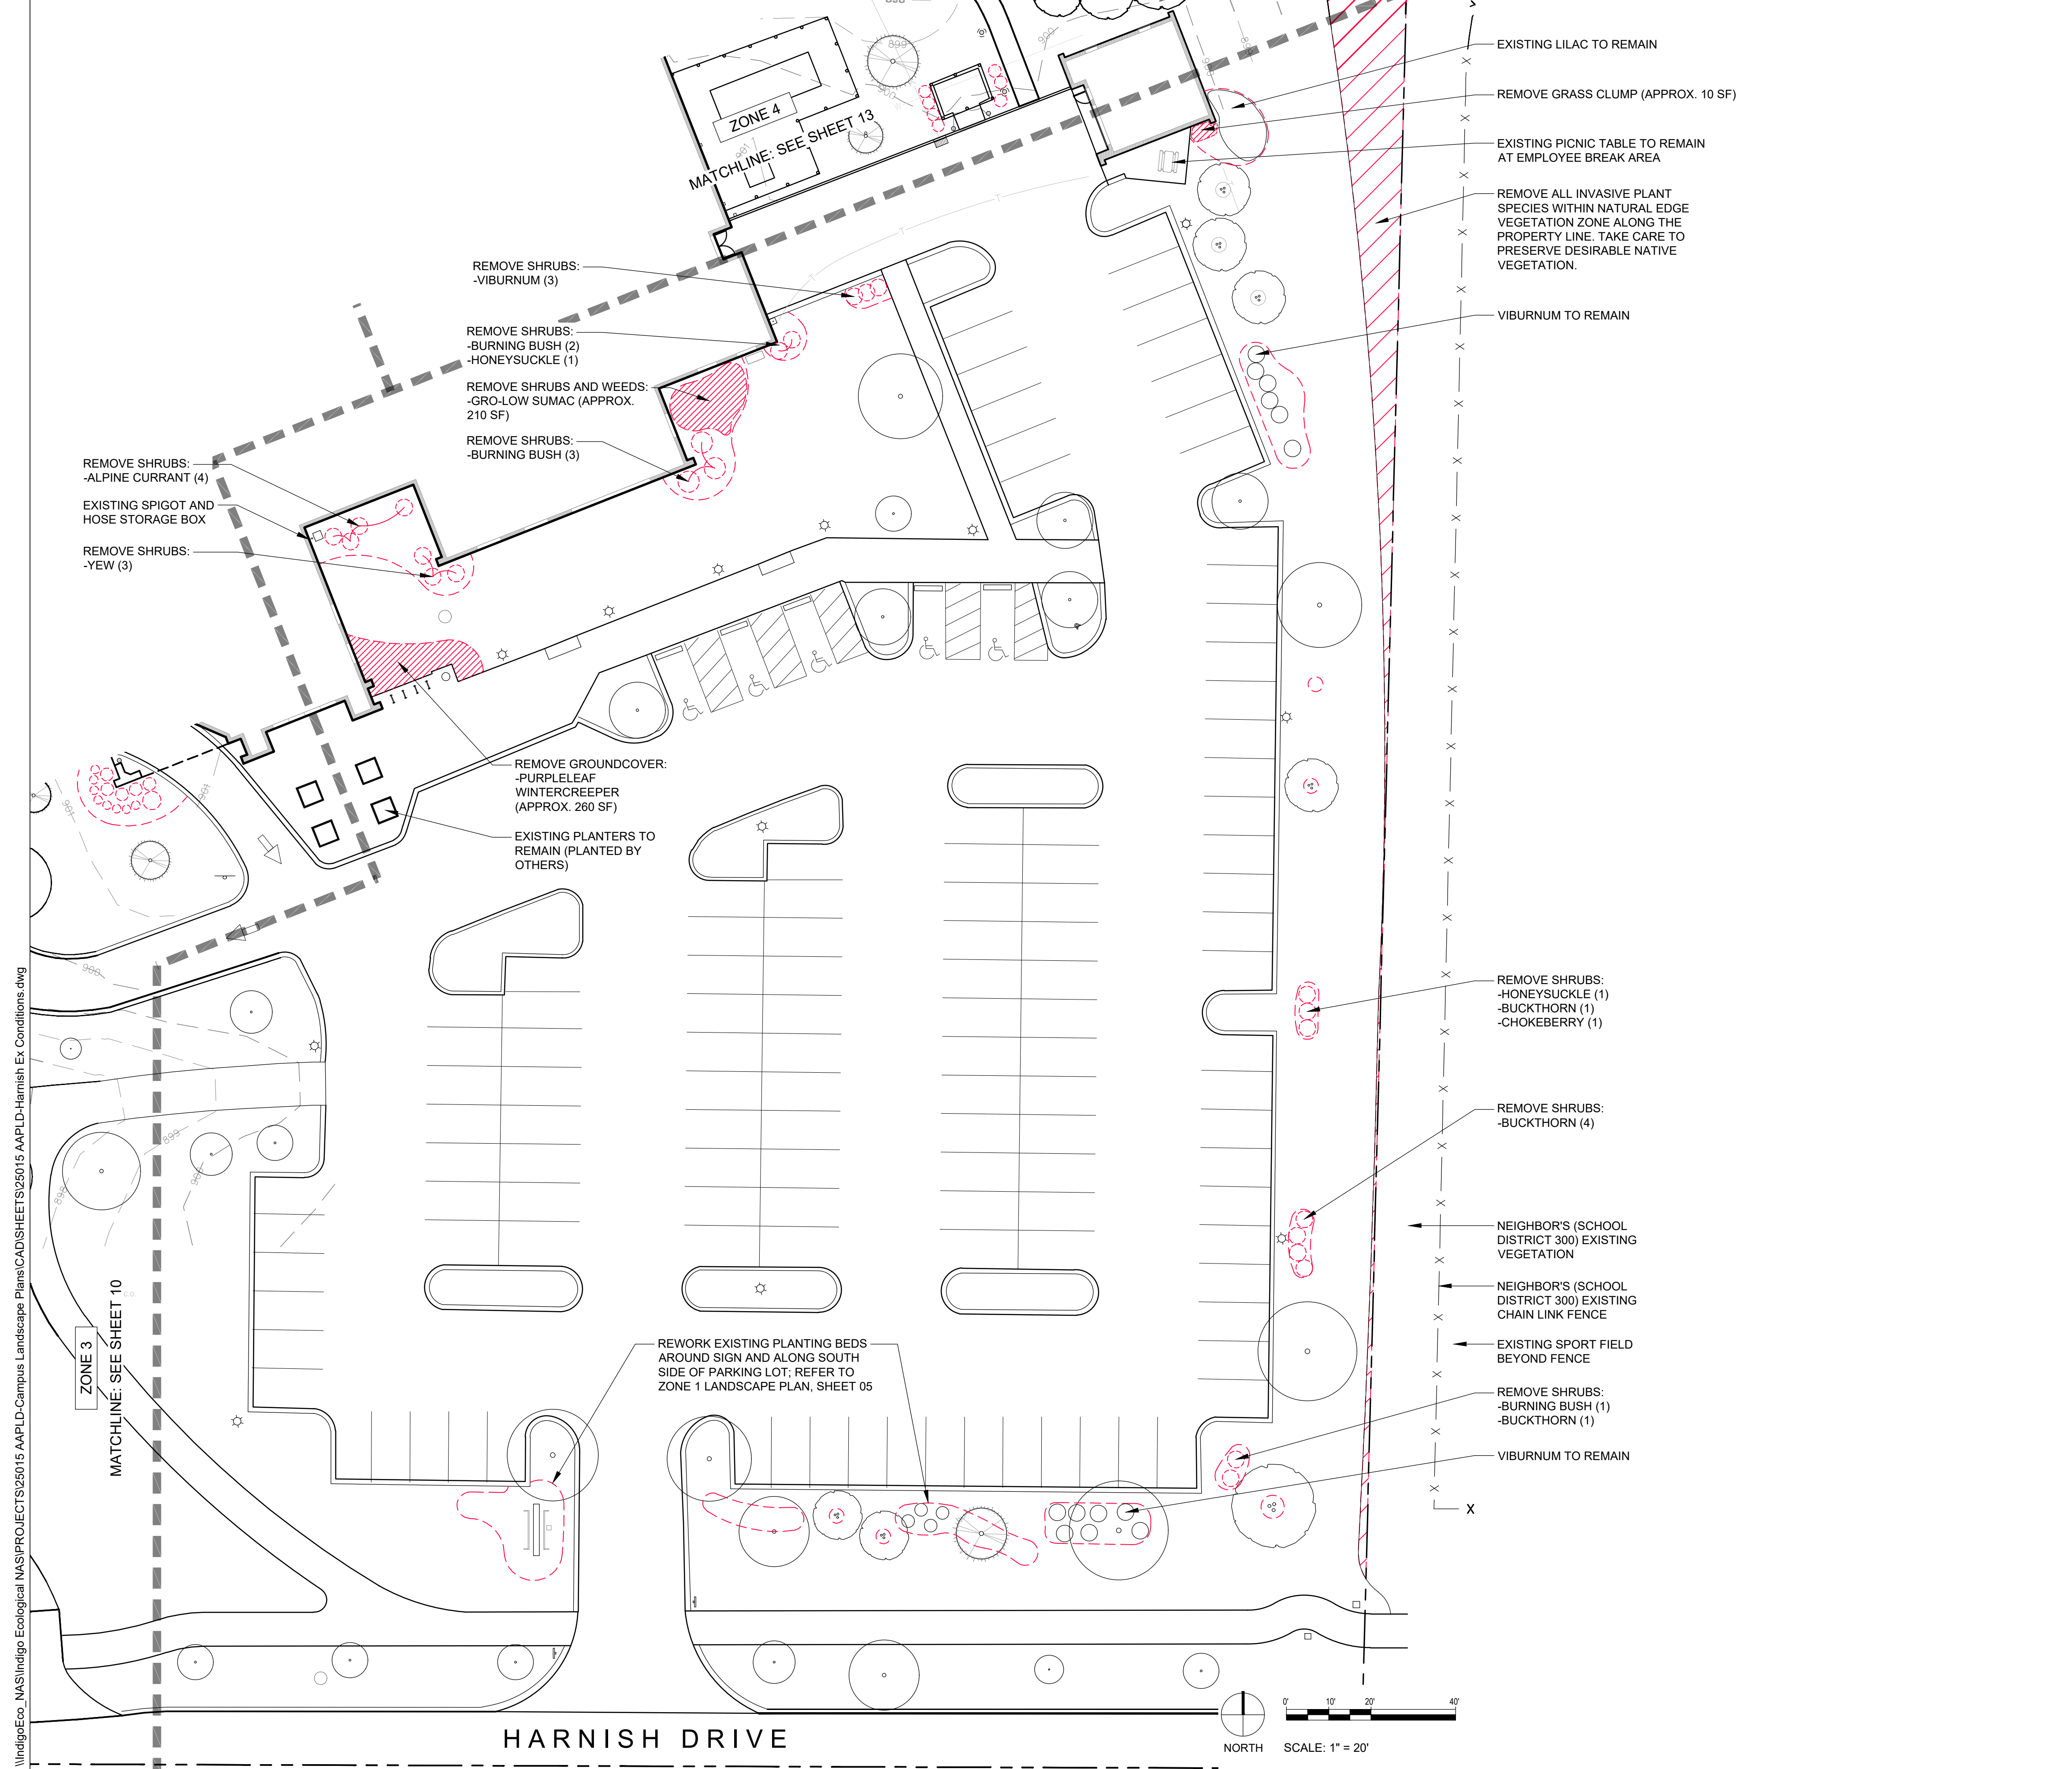 EXISTING LILAC TO REMAIN
REMOVE GRASS CLUMP (APPROX. 10 SF)
EXISTING PICNIC TABLE TO REMAIN
AT EMPLOYEE BREAK AREA
REMOVE ALL INVASIVE PLANT
SPECIES WITHIN NATURAL EDGE
VEGETATION ZONE ALONG THE
PROPERTY LINE. TAKE CARE TO
PRESERVE DESIRABLE NATIVE
VEGETATION.
VIBURNUM TO REMAIN
ZONE 4
MATCHLINE: SEE SHEET 13
899
900
900
901
REMOVE SHRUBS:
-VIBURNUM (3)
REMOVE SHRUBS:
-BURNING BUSH (2)
-HONEYSUCKLE (1)
REMOVE SHRUBS AND WEEDS:
-GRO-LOW SUMAC (APPROX.
210 SF)
REMOVE SHRUBS:
-BURNING BUSH (3)
REMOVE SHRUBS:
-ALPINE CURRANT (4)
EXISTING SPIGOT AND
HOSE STORAGE BOX
REMOVE SHRUBS:
-YEW (3)
T
T
T
REMOVE GROUNDCOVER:
-PURPLELEAF
WINTERCREEPER
(APPROX. 260 SF)
EXISTING PLANTERS TO
REMAIN (PLANTED BY
OTHERS)
901
901
900
899
898
900
REMOVE SHRUBS:
-HONEYSUCKLE (1)
-BUCKTHORN (1)
-CHOKEBERRY (1)
REMOVE SHRUBS:
-BUCKTHORN (4)
NEIGHBOR'S (SCHOOL
DISTRICT 300) EXISTING
VEGETATION
NEIGHBOR'S (SCHOOL
DISTRICT 300) EXISTING
CHAIN LINK FENCE
EXISTING SPORT FIELD
BEYOND FENCE
REMOVE SHRUBS:
-BURNING BUSH (1)
-BUCKTHORN (1)
VIBURNUM TO REMAIN
X
REWORK EXISTING PLANTING BEDS
AROUND SIGN AND ALONG SOUTH
SIDE OF PARKING LOT; REFER TO
ZONE 1 LANDSCAPE PLAN, SHEET 05
C.O.
ZONE 3
MATCHLINE: SEE SHEET 10
\\IndigoEco_NAS\Indigo Ecological NAS\PROJECTS\25015 AAPLD-Campus Landscape Plans\CAD\SHEETS\25015 AAPLD-Harnish Ex Conditions.dwg
HARNISH DRIVE
0' 10' 20' 40'
NORTH SCALE: 1" = 20'